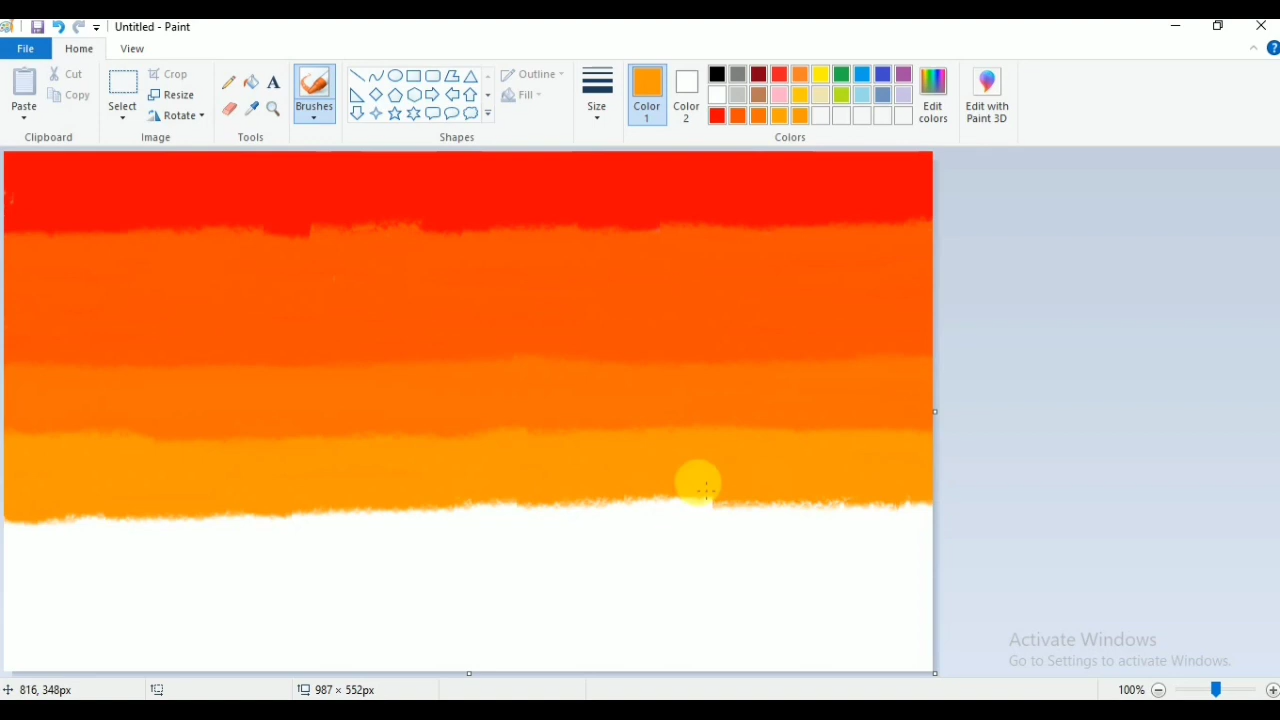 Untitled - Paint
File Home View
Paste
Cut
Copy
Clipboard
Select
Crop
Resize
Rotate
Image
A
Tools
Brushes
Shapes
Outline
Fill
Size
Color 1
Color 2
Edit colors
Colors
Edit with Paint 3D
?
Activate Windows
Go to Settings to activate Windows.
816, 348px
987 × 552px
100%